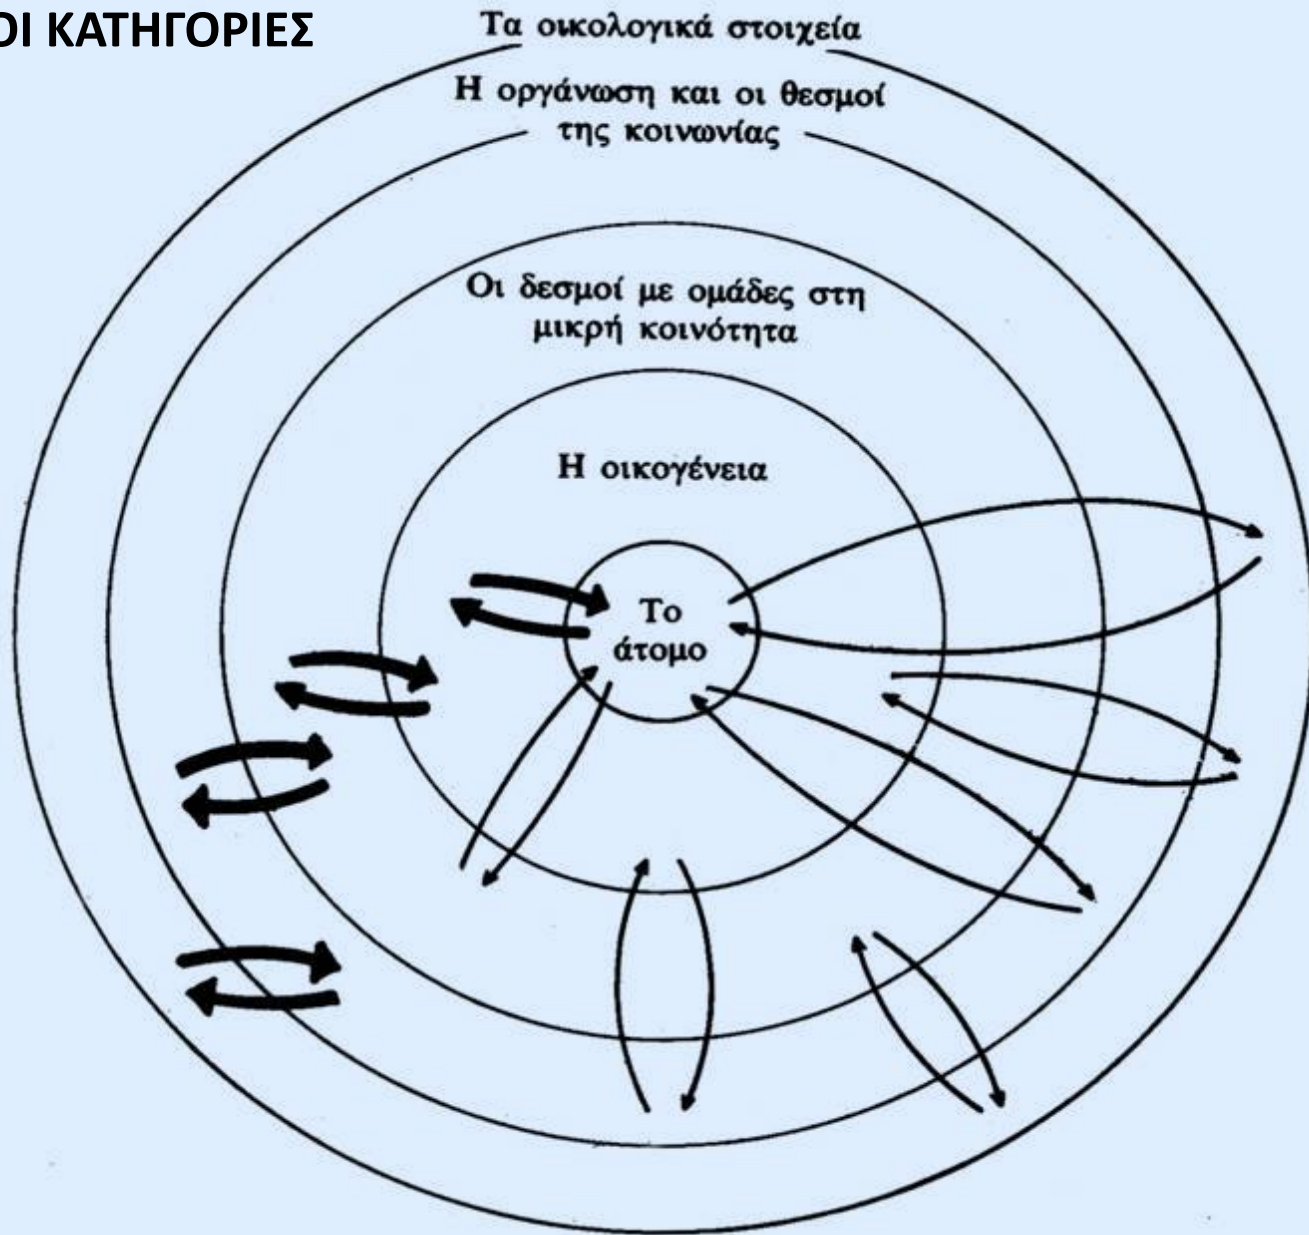 ΟΙ ΚΑΤΗΓΟΡΙΕΣ
Τα οικολογικά στοιχεία
Η οργάνωση και οι θεσμοί
της κοινωνίας
Οι δεσμοί με ομάδες στη
μικρή κοινότητα
Η οικογένεια
Το
άτομο